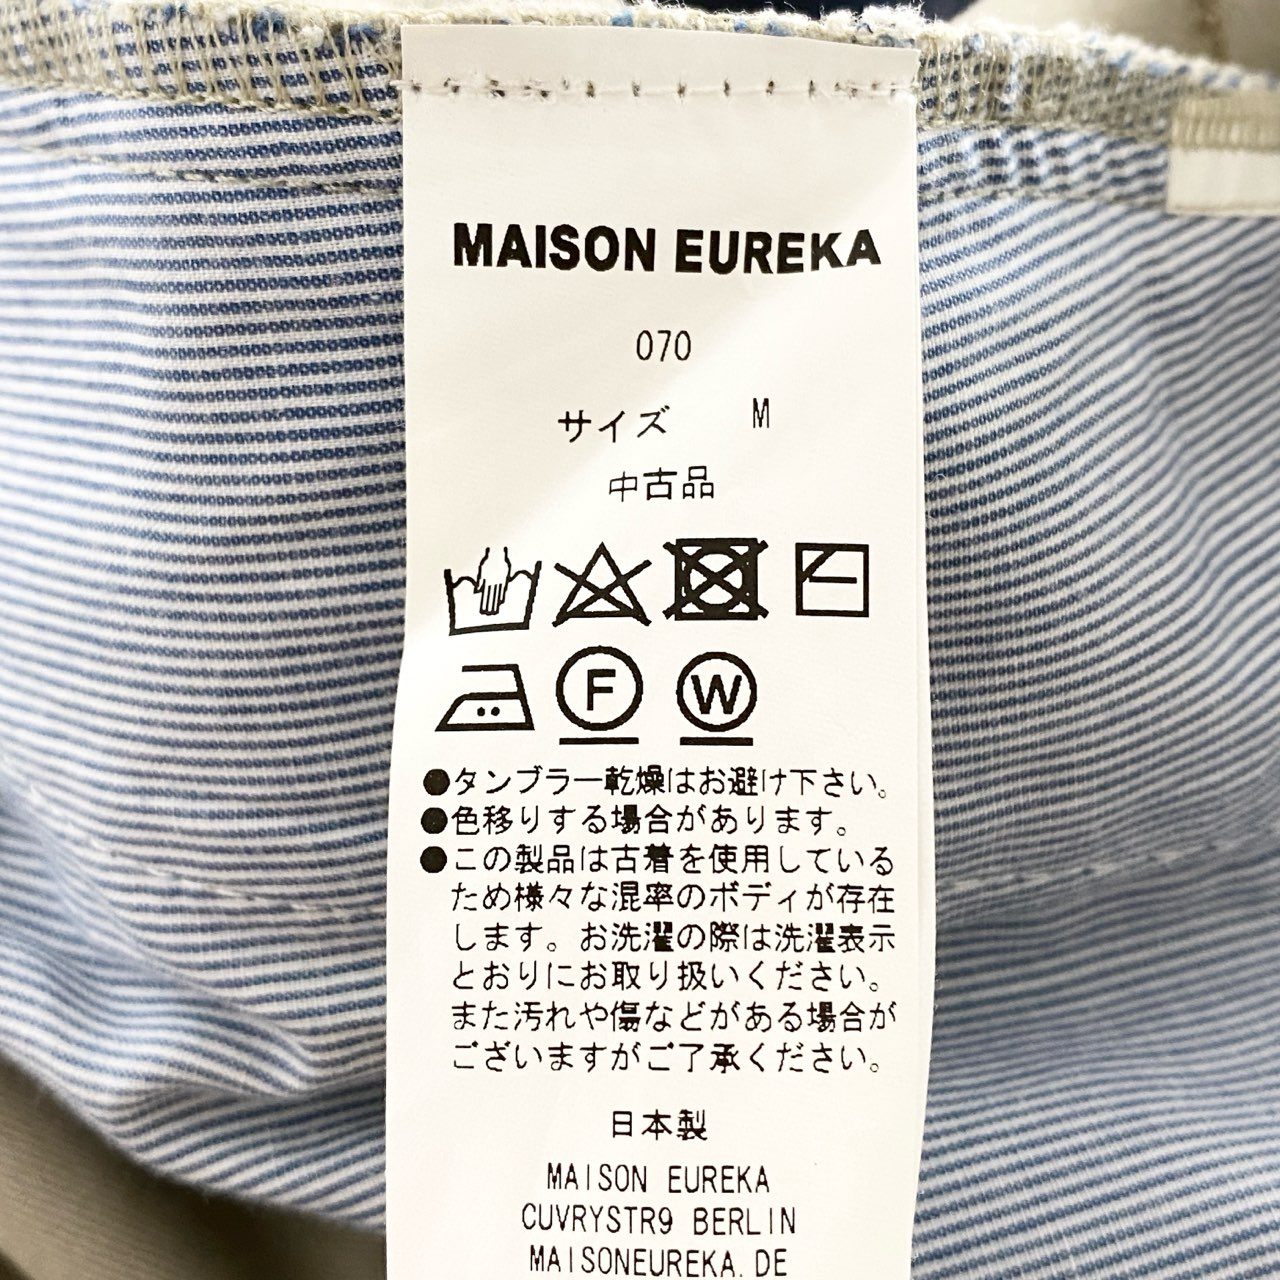 MAISON EUREKA
070
サイズ M
中古品
F W
●タンブラー乾燥はお避け下さい。
●色移りする場合があります。
●この製品は古着を使用している
ため様々な混率のボディが存在
します。お洗濯の際は洗濯表示
とおりにお取り扱いください。
また汚れや傷などがある場合が
ございますがご了承ください。
日本製
MAISON EUREKA
CUVRYSTR9 BERLIN
MAISONEUREKA.DE